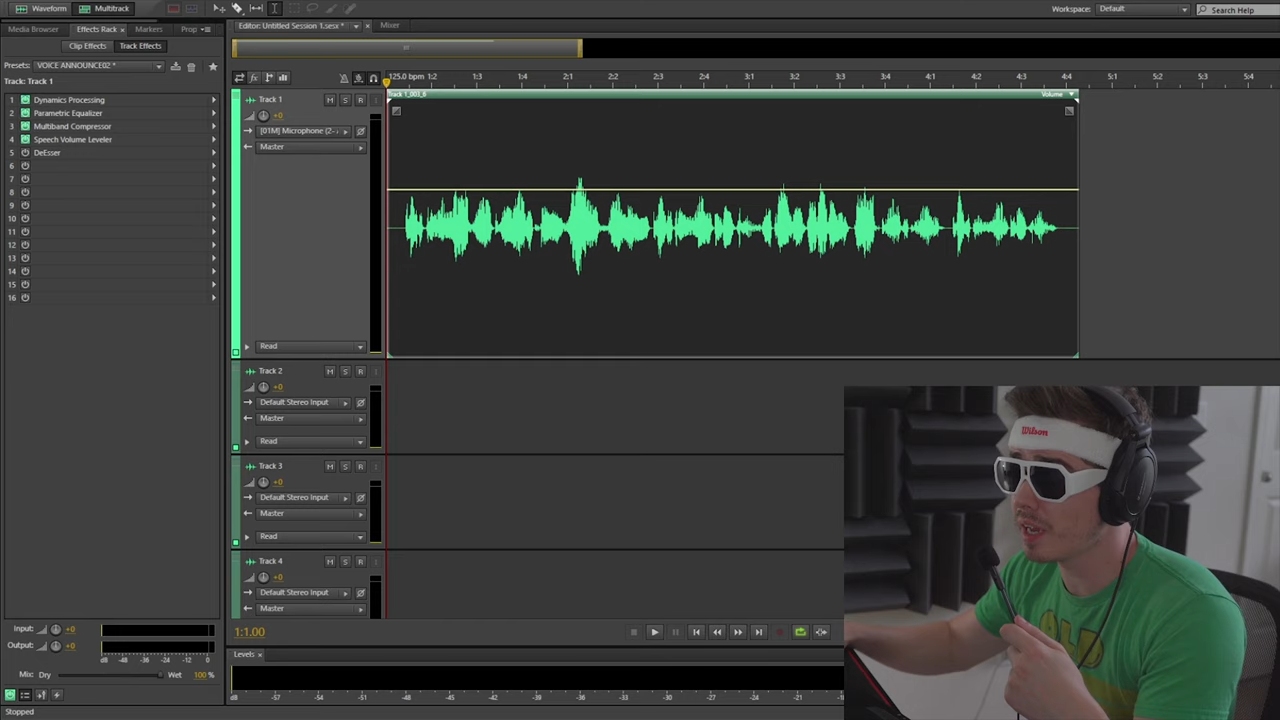 Waveform Multitrack Workspace: Default Search Help
Media Browser Effects Rack × Markers Prop
Editor: Untitled Session 1.sesx * × Mixer
Clip Effects Track Effects
Presets: VOICE ANNOUNCE02 *
Track: Track 1
125.0 bpm 1:2 1:3 1:4 2:1 2:2 2:3 2:4 3:1 3:2 3:3 3:4 4:1 4:2 4:3 4:4 5:1 5:2 5:3 5:4
1 Dynamics Processing
2 Parametric Equalizer
3 Multiband Compressor
4 Speech Volume Leveler
5 DeEsser
6
7
8
9
10
11
12
13
14
15
16
Volume
Track 1 M S R I
+0
[01M] Microphone (2-
Master
Read
Track 2 M S R I
+0
Default Stereo Input
Master
Read
Track 3 M S R I
+0
Default Stereo Input
Master
Read
Track 4 M S R I
+0
Default Stereo Input
Master
Wilson
Input: +0
Output: +0
dB -48 -36 -24 -12 0
Mix: Dry Wet 100 %
Stopped
1:1.00
Levels ×
dB -57 -54 -51 -48 -45 -42 -39 -36 -33 -30 -27 -24